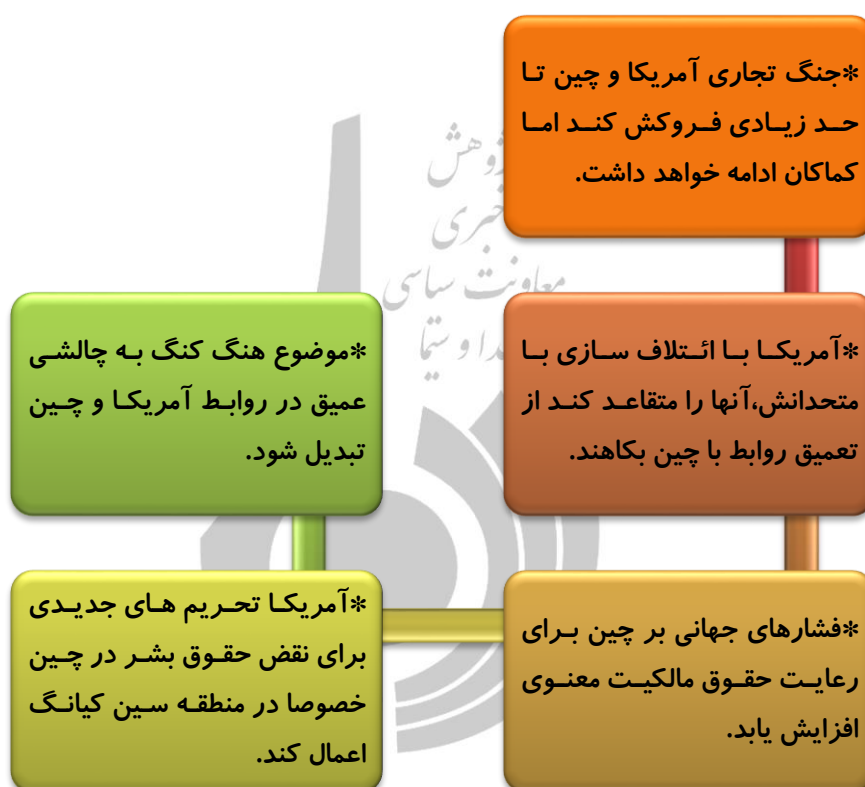 *جنگ تجاری آمریکا و چین تا
حد زیادی فروکش کند اما
کماکان ادامه خواهد داشت.
*آمریکا با ائتلاف سازی با
متحدانش،آنها را متقاعد کند از
تعمیق روابط با چین بکاهند.
*فشارهای جهانی بر چین برای
رعایت حقوق مالکیت معنوی
افزایش یابد.
*آمریکا تحریم های جدیدی
برای نقض حقوق بشر در چین
خصوصا در منطقه سین کیانگ
اعمال کند.
*موضوع هنگ کنگ به چالشی
عمیق در روابط آمریکا و چین
تبدیل شود.
معاونت سیاسی